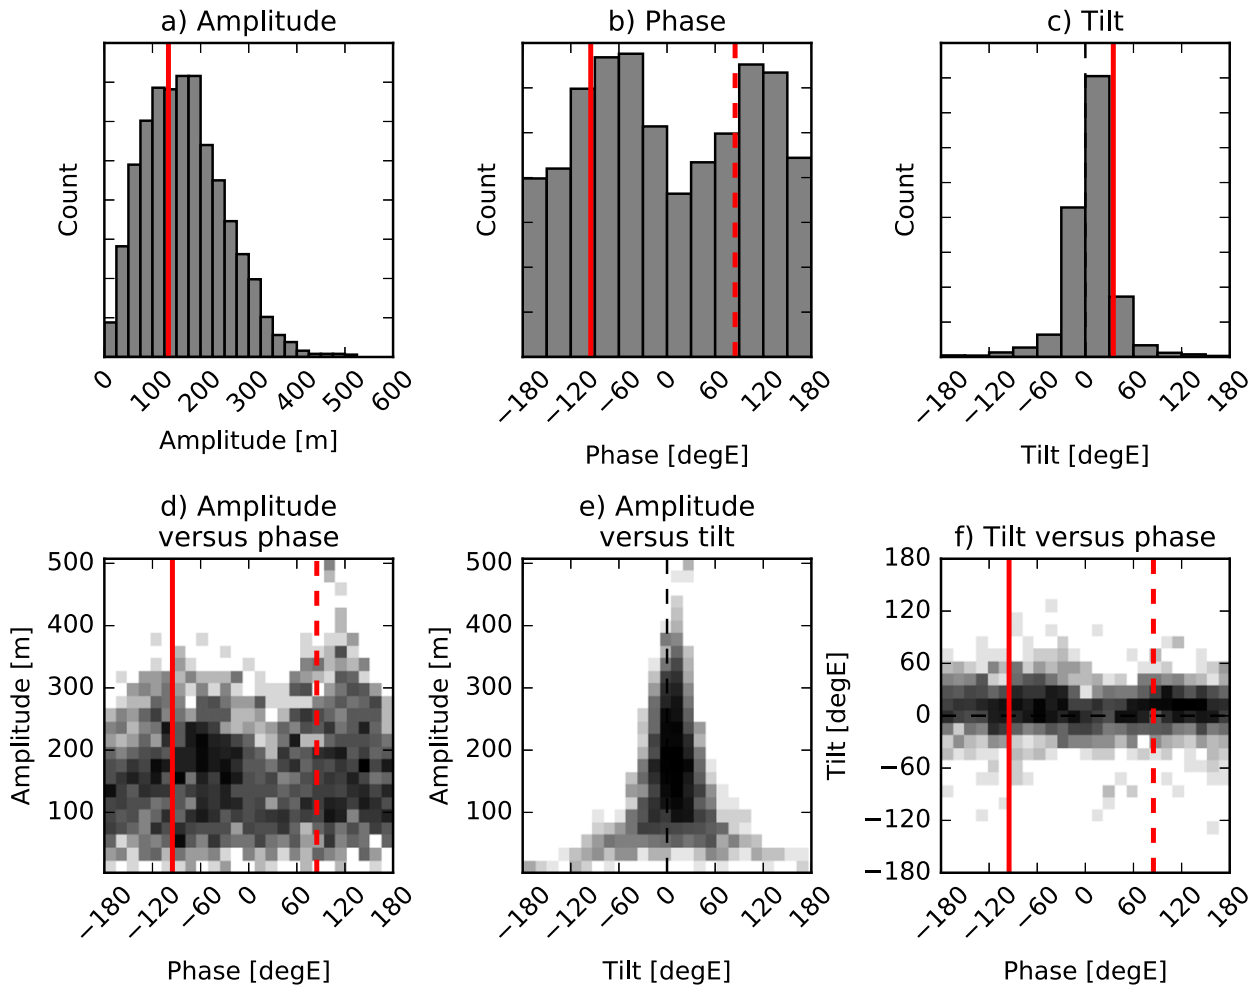 a) Amplitude
Count
0 100 200 300 400 500 600
Amplitude [m]
b) Phase
Count
−180 −120 −60 0 60 120 180
Phase [degE]
c) Tilt
Count
−180 −120 −60 0 60 120 180
Tilt [degE]
d) Amplitude
versus phase
Amplitude [m]
500
400
300
200
100
−180 −120 −60 0 60 120 180
Phase [degE]
e) Amplitude
versus tilt
Amplitude [m]
500
400
300
200
100
−180 −120 −60 0 60 120 180
Tilt [degE]
f) Tilt versus phase
Tilt [degE]
180
120
60
0
−60
−120
−180
−180 −120 −60 0 60 120 180
Phase [degE]